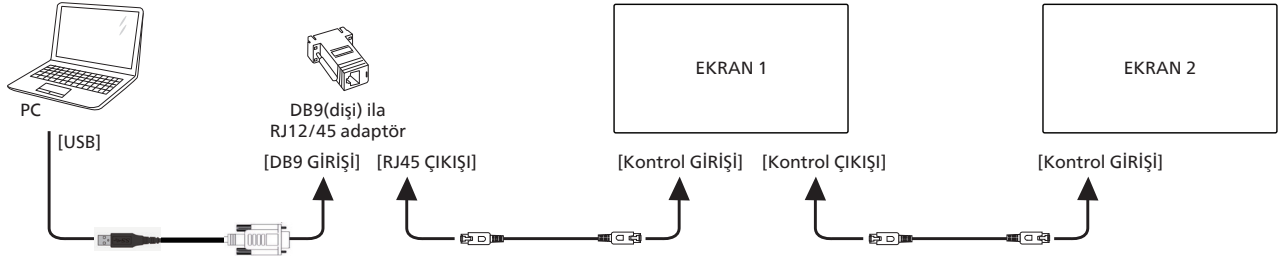 EKRAN 1
EKRAN 2
PC
[USB]
DB9(dişi) ila
RJ12/45 adaptör
[DB9 GİRİŞİ] [RJ45 ÇIKIŞI]
[Kontrol GİRİŞİ] [Kontrol ÇIKIŞI]
[Kontrol GİRİŞİ]